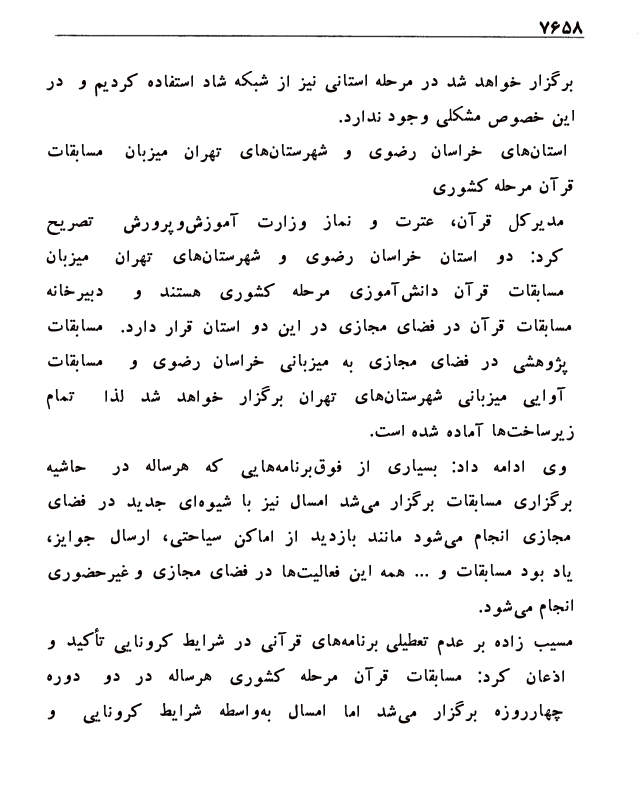 ۷۶۵۸
برگزار خواهد شد در مرحله استانی نیز از شبکه شاد استفاده کردیم و در
این خصوص مشکلی وجود ندارد.
استان‌های خراسان رضوی و شهرستان‌های تهران میزبان مسابقات
قرآن مرحله کشوری
مدیرکل قرآن، عترت و نماز وزارت آموزش‌وپرورش تصریح
کرد: دو استان خراسان رضوی و شهرستان‌های تهران میزبان
مسابقات قرآن دانش‌آموزی مرحله کشوری هستند و دبیرخانه
مسابقات قرآن در فضای مجازی در این دو استان قرار دارد. مسابقات
پژوهشی در فضای مجازی به میزبانی خراسان رضوی و مسابقات
آوایی میزبانی شهرستان‌های تهران برگزار خواهد شد لذا تمام
زیرساخت‌ها آماده شده است.
وی ادامه داد: بسیاری از فوق‌برنامه‌هایی که هرساله در حاشیه
برگزاری مسابقات برگزار می‌شد امسال نیز با شیوه‌ای جدید در فضای
مجازی انجام می‌شود مانند بازدید از اماکن سیاحتی، ارسال جوایز،
یاد بود مسابقات و ... همه این فعالیت‌ها در فضای مجازی و غیرحضوری
انجام می‌شود.
مسیب زاده بر عدم تعطیلی برنامه‌های قرآنی در شرایط کرونایی تأکید و
اذعان کرد: مسابقات قرآن مرحله کشوری هرساله در دو دوره
چهارروزه برگزار می‌شد اما امسال به‌واسطه شرایط کرونایی و